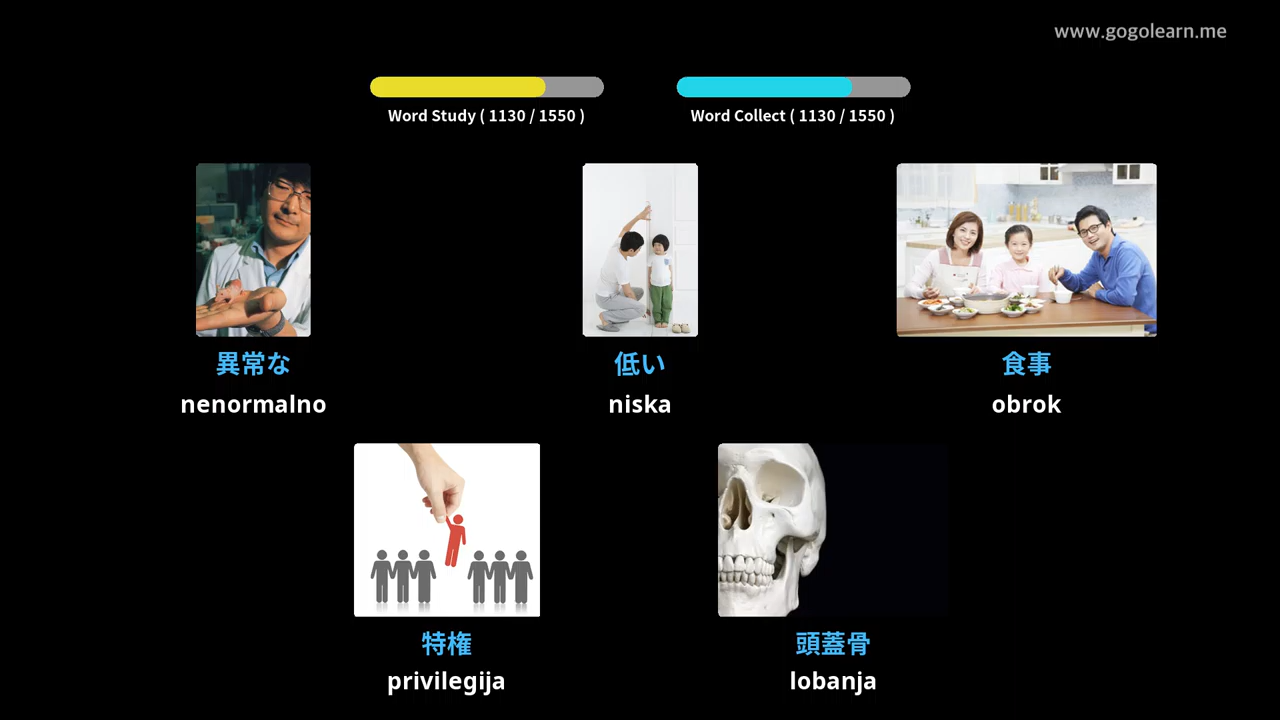 www.gogolearn.me
Word Study ( 1130 / 1550 )
Word Collect ( 1130 / 1550 )
異常な
nenormalno
低い
niska
食事
obrok
特権
privilegija
頭蓋骨
lobanja